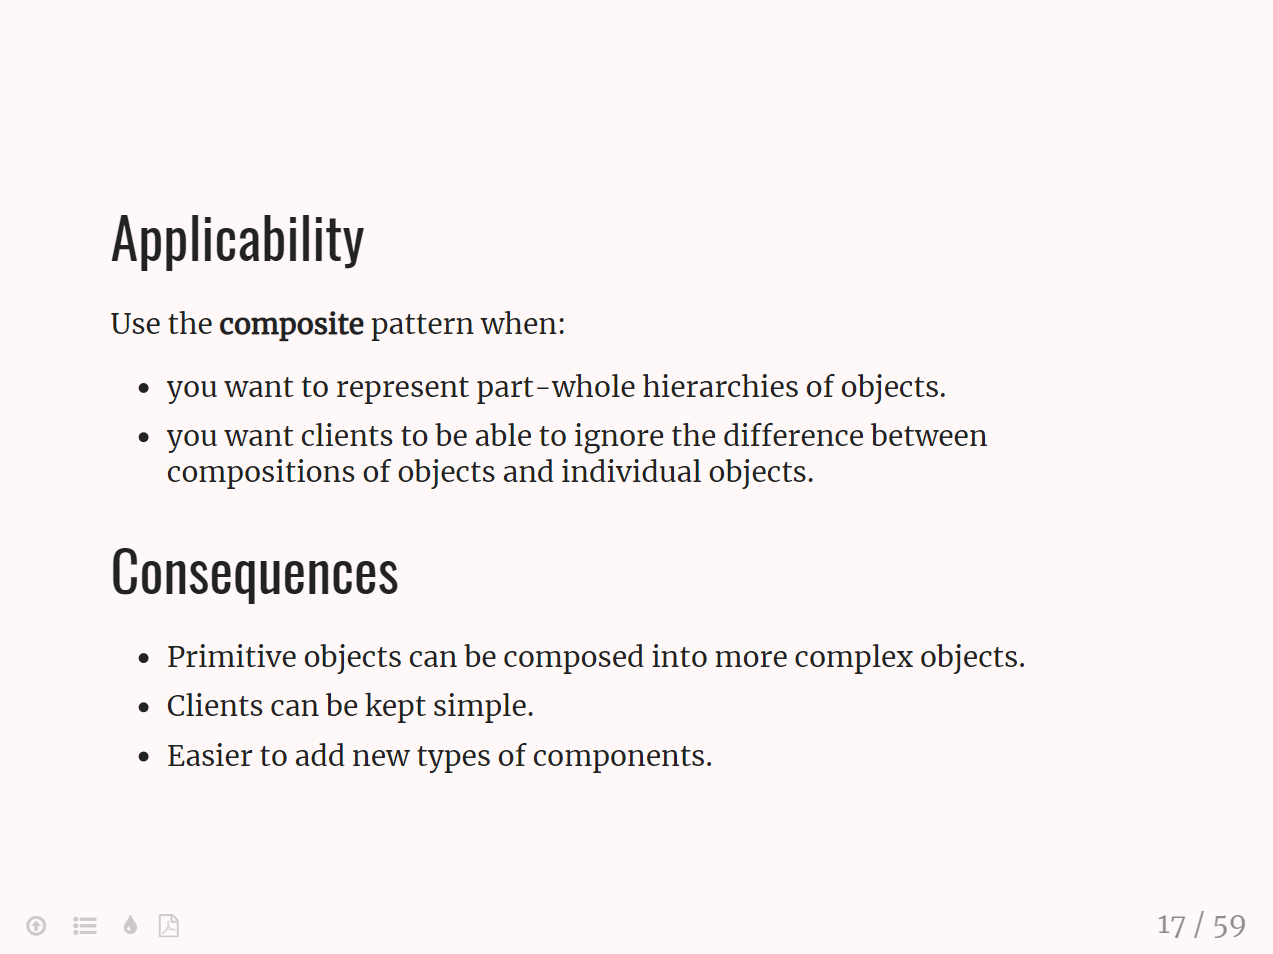 Applicability
Use the composite pattern when:
• you want to represent part-whole hierarchies of objects.
• you want clients to be able to ignore the difference between
compositions of objects and individual objects.
Consequences
• Primitive objects can be composed into more complex objects.
• Clients can be kept simple.
• Easier to add new types of components.
17 / 59